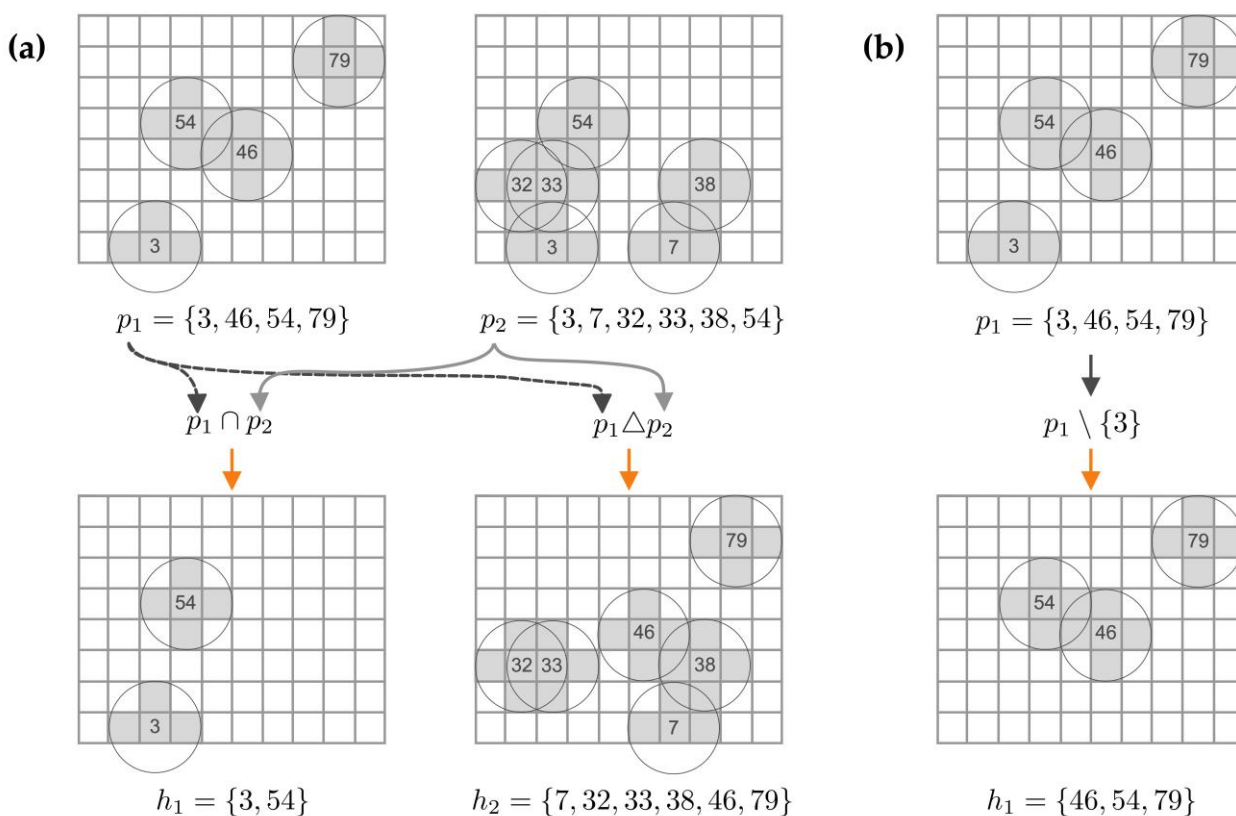 (a)
79
54
46
3
p₁ = {3, 46, 54, 79}
54
32 33
38
3
7
p₂ = {3, 7, 32, 33, 38, 54}
p₁ ∩ p₂
p₁△p₂
54
3
h₁ = {3, 54}
79
46
32 33
38
7
h₂ = {7, 32, 33, 38, 46, 79}
(b)
79
54
46
3
p₁ = {3, 46, 54, 79}
p₁ \ {3}
79
54
46
h₁ = {46, 54, 79}